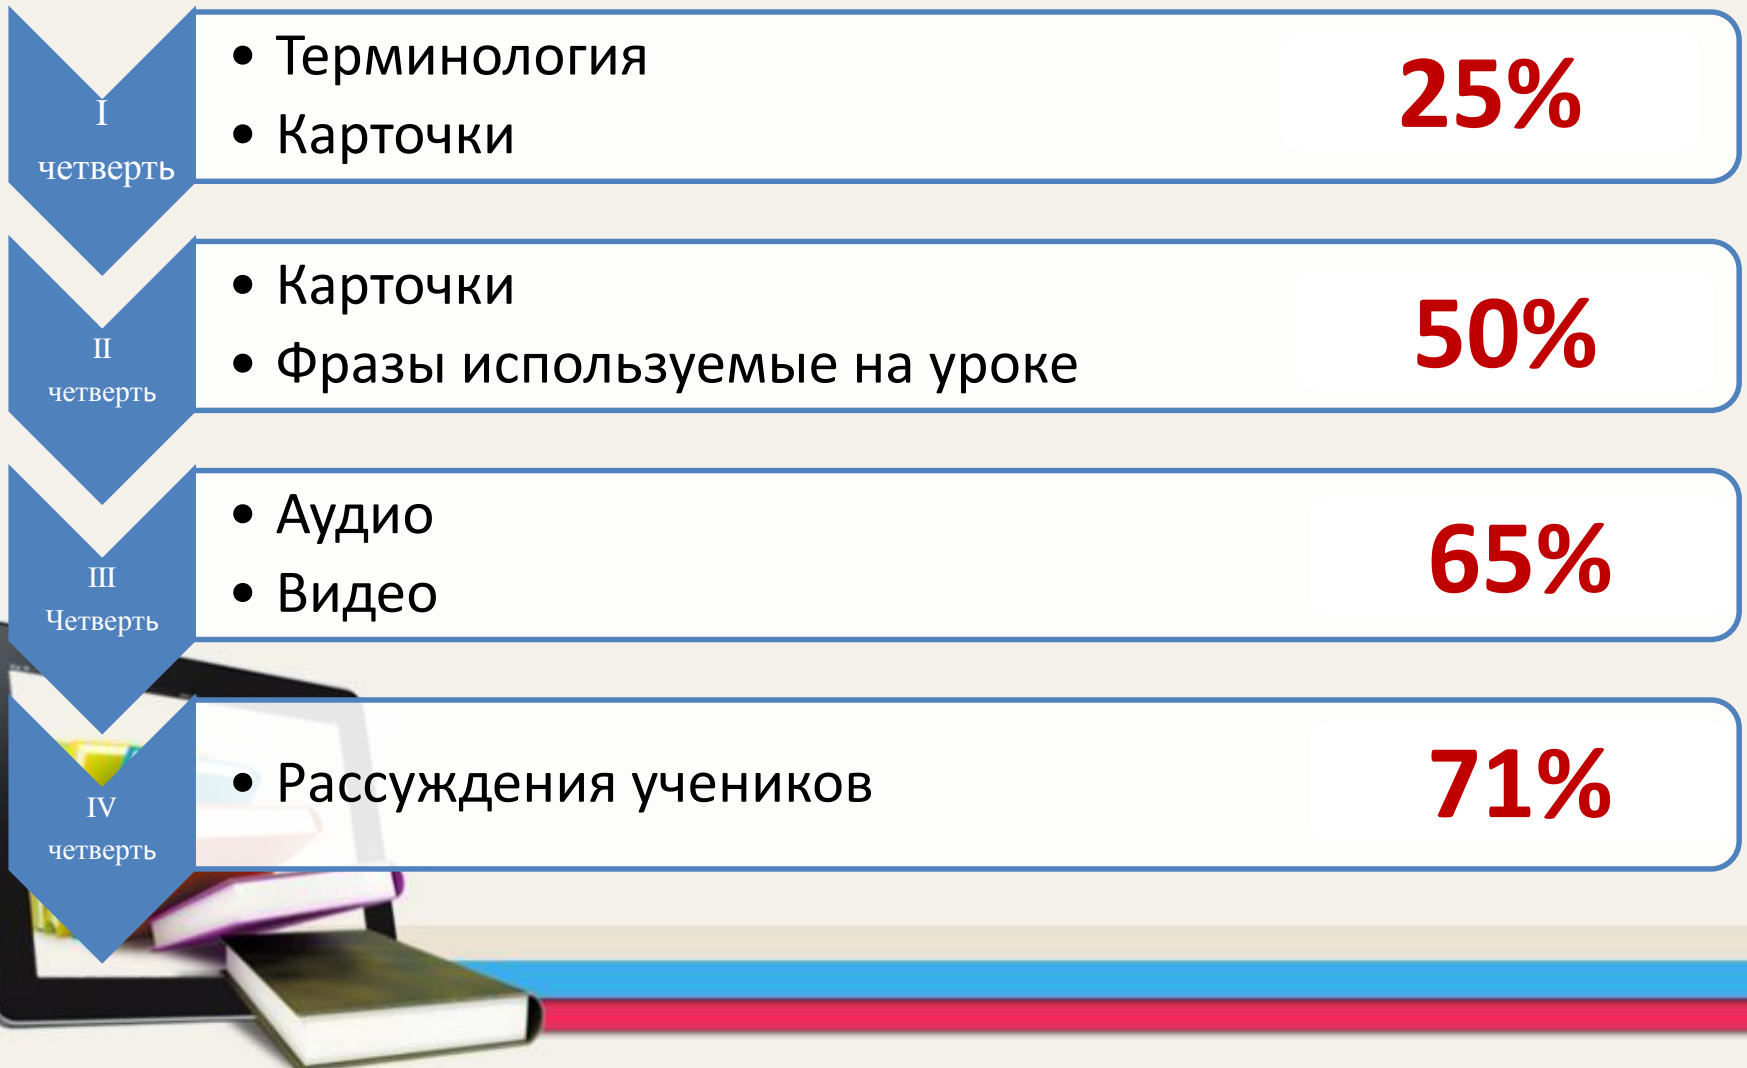 I
четверть
• Терминология
• Карточки
25%
II
четверть
• Карточки
• Фразы используемые на уроке
50%
III
Четверть
• Аудио
• Видео
65%
IV
четверть
• Рассуждения учеников
71%